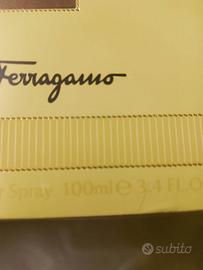 Ferragamo
Spray 100ml e 3.4 FL.O
subito